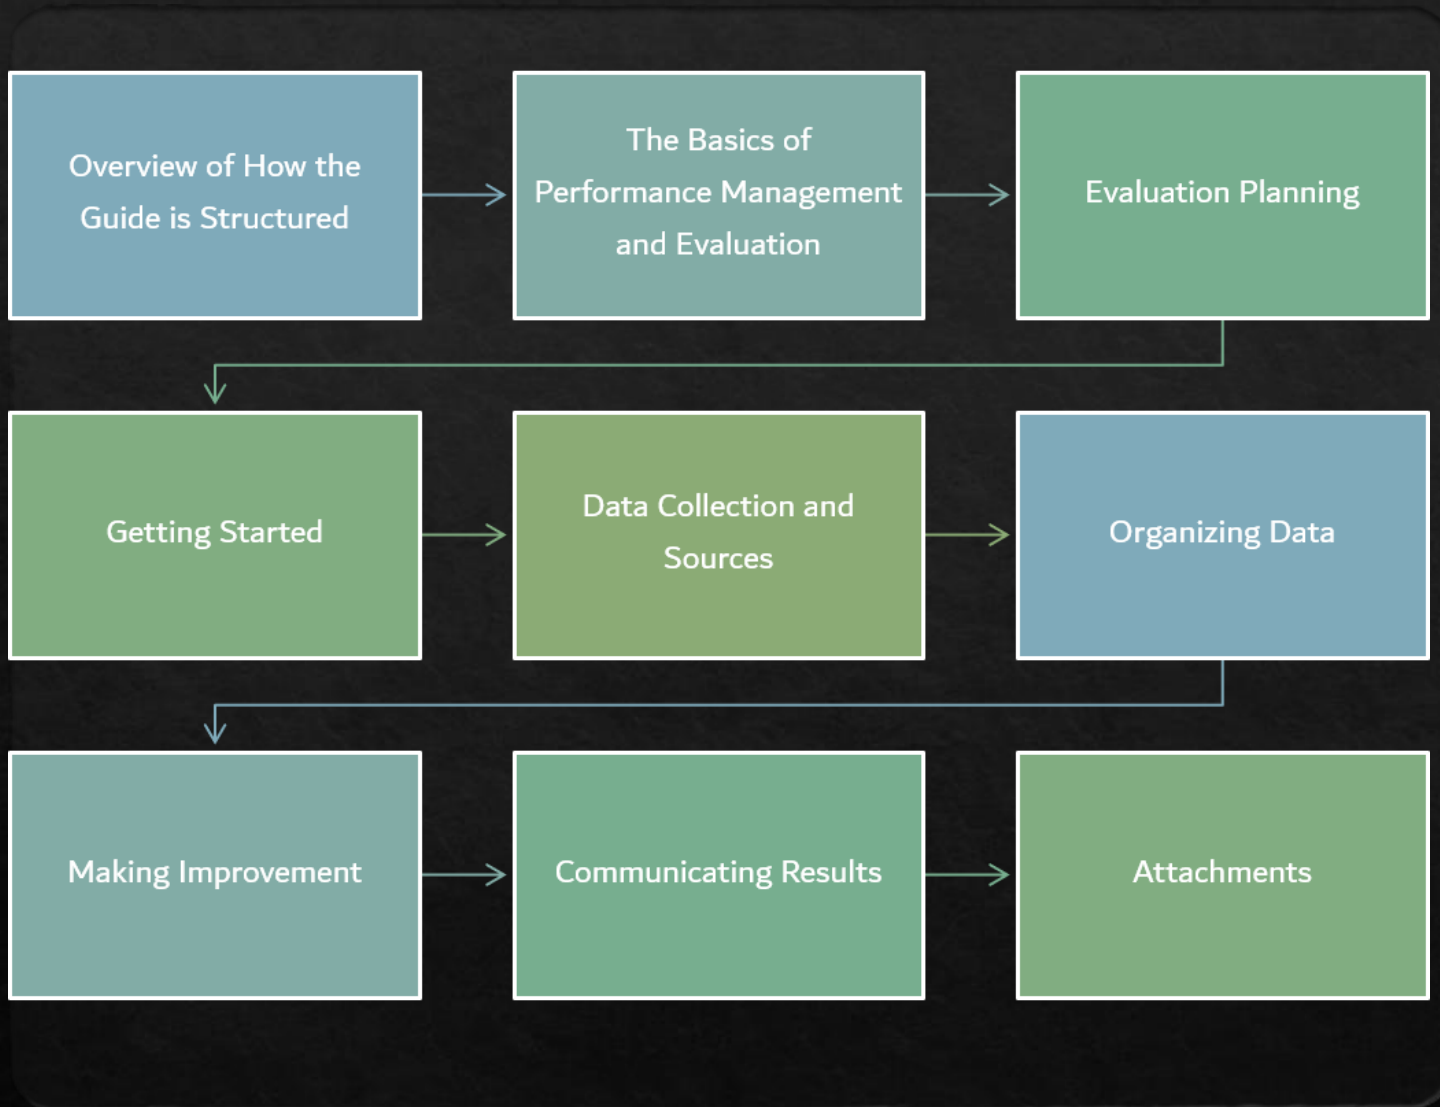 Overview of How the
Guide is Structured
The Basics of
Performance Management
and Evaluation
Evaluation Planning
Getting Started
Data Collection and
Sources
Organizing Data
Making Improvement
Communicating Results
Attachments